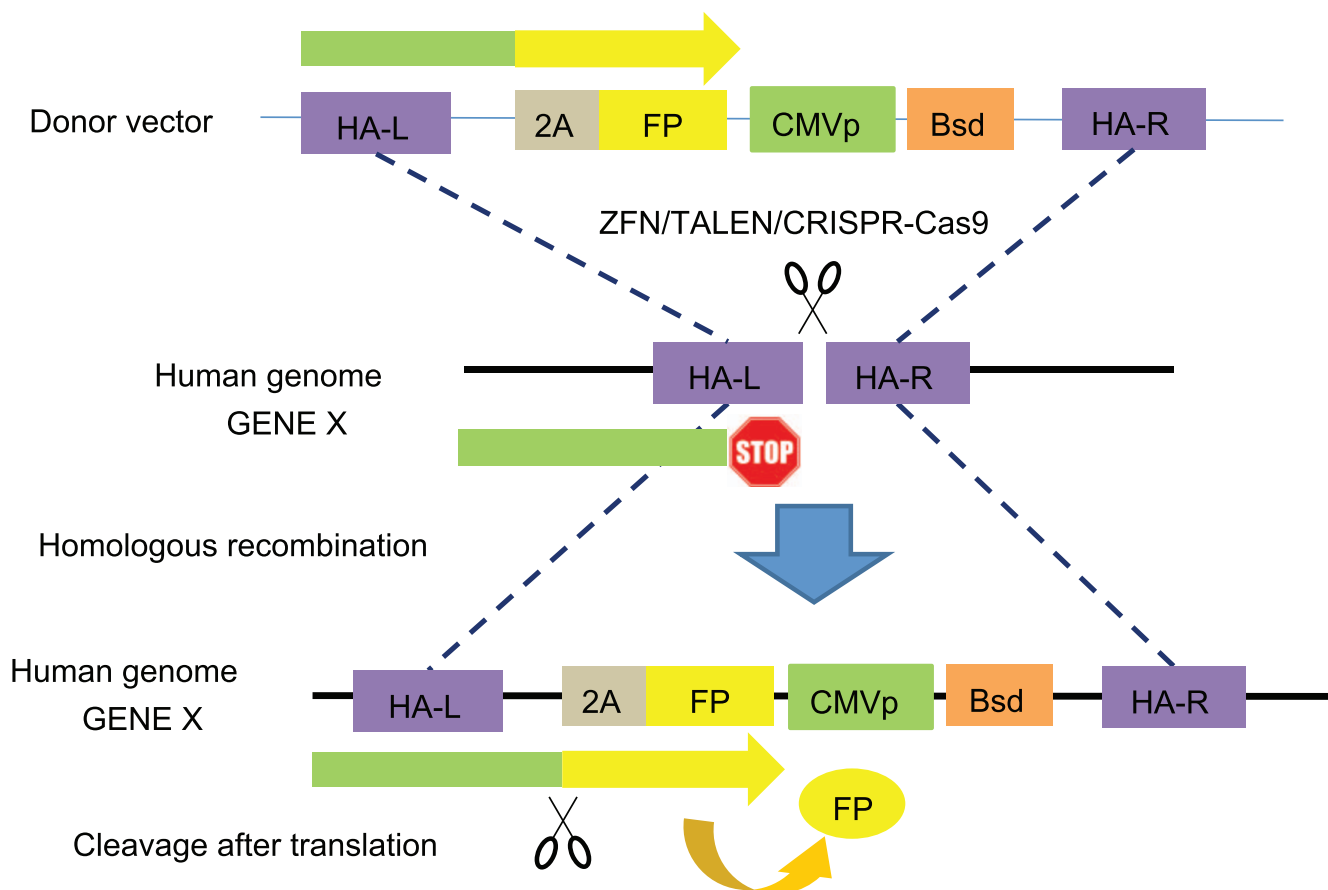 Donor vector
HA-L
2A
FP
CMVp
Bsd
HA-R
ZFN/TALEN/CRISPR-Cas9
Human genome
GENE X
HA-L
HA-R
STOP
Homologous recombination
Human genome
GENE X
HA-L
2A
FP
CMVp
Bsd
HA-R
Cleavage after translation
FP